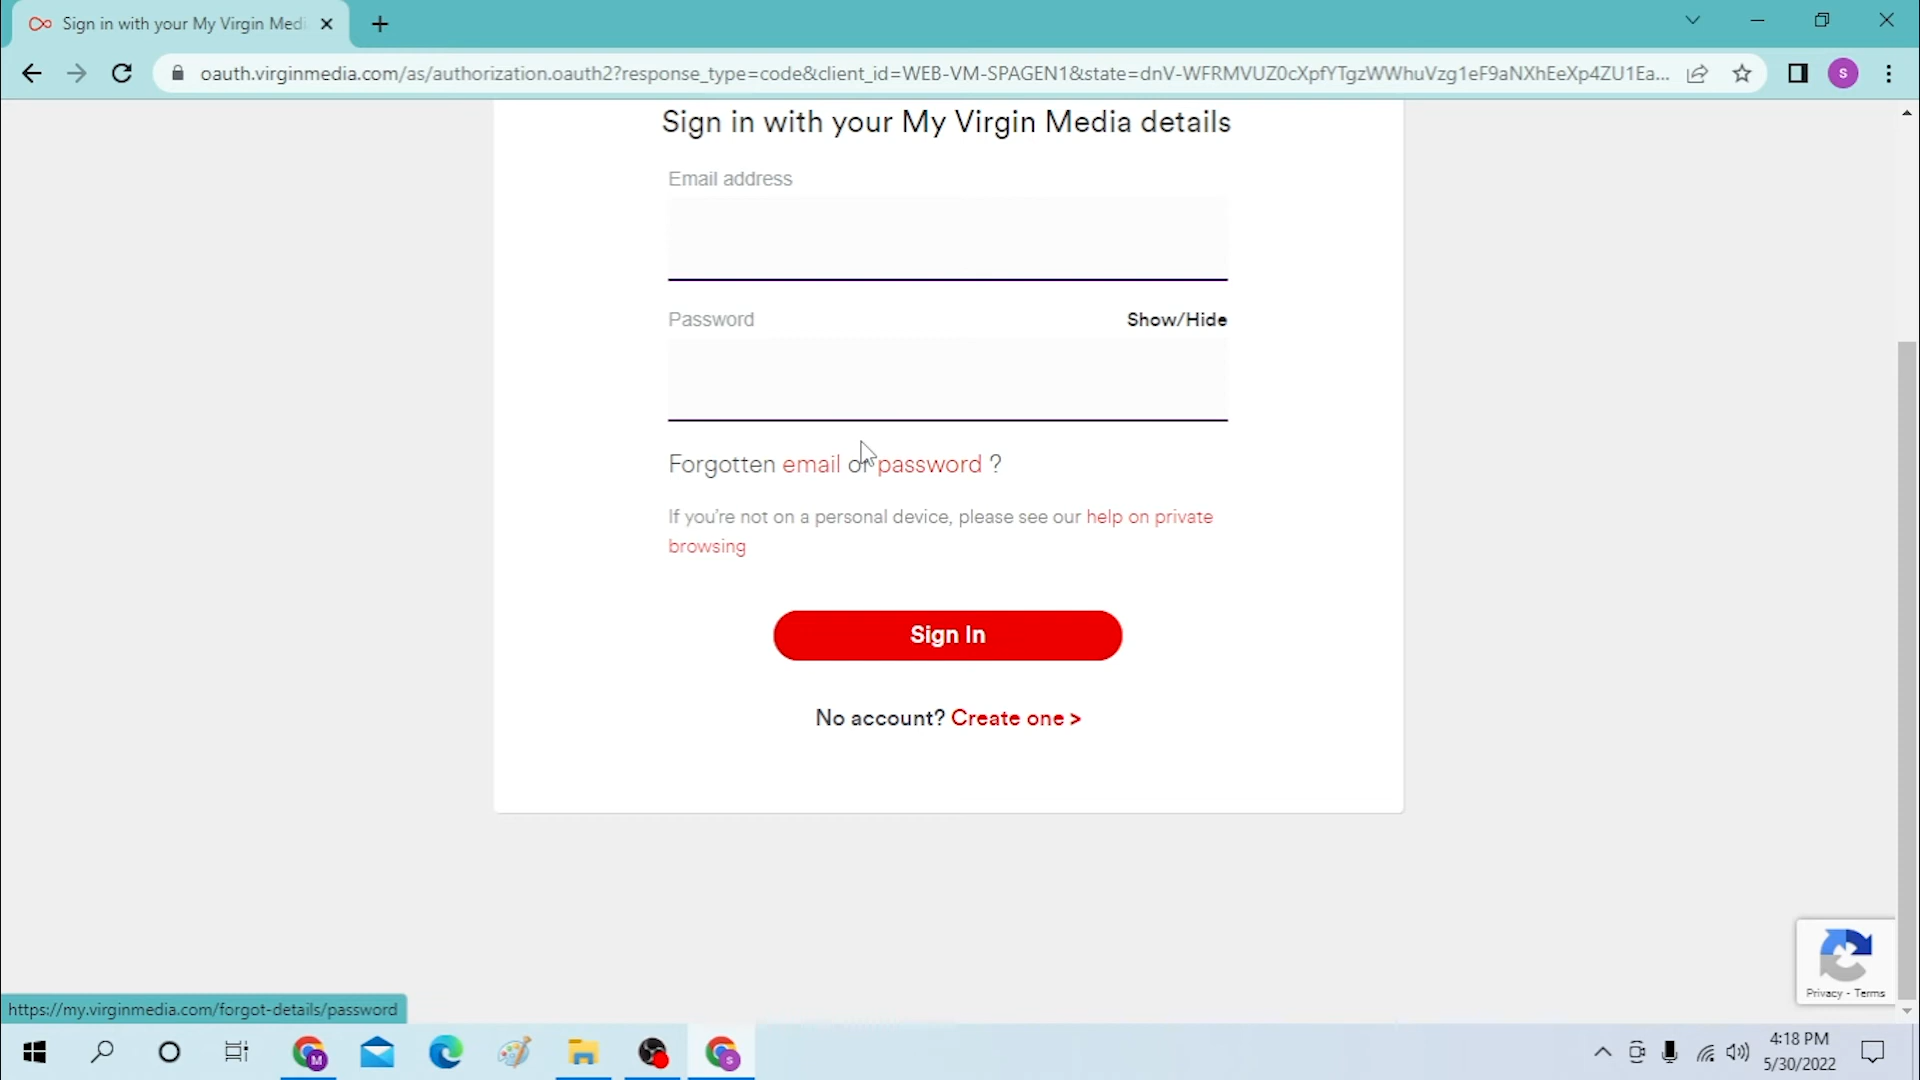 Sign in with your My Virgin Medi
oauth.virginmedia.com/as/authorization.oauth2?response_type=code&client_id=WEB-VM-SPAGEN1&state=dnV-WFRMVUZ0cXpfYTgzWWhuVzg1eF9aNXhEeXp4ZU1Ea...
S
Sign in with your My Virgin Media details
Email address
Password Show/Hide
Forgotten email or password ?
If you're not on a personal device, please see our help on private
browsing
Sign In
No account? Create one >
Privacy - Terms
https://my.virginmedia.com/forgot-details/password
M
S
4:18 PM
5/30/2022